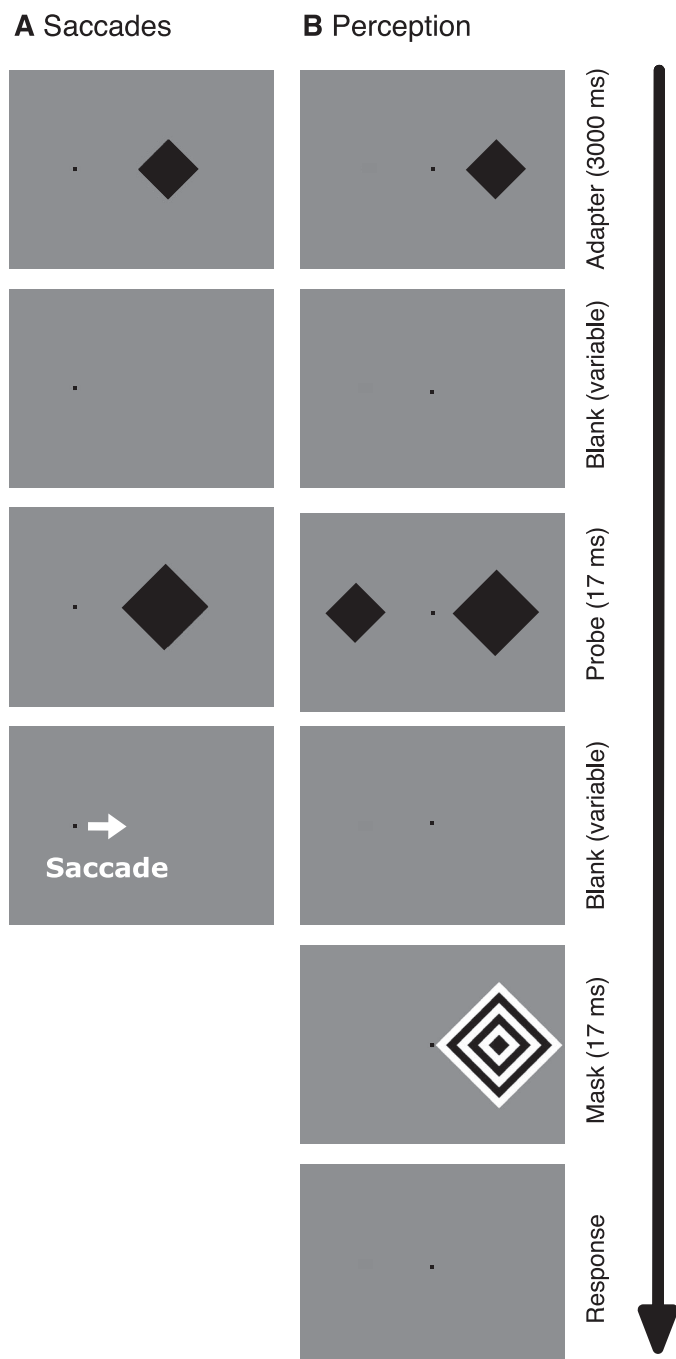 A Saccades
B Perception
Adapter (3000 ms)
Blank (variable)
Probe (17 ms)
Saccade
Blank (variable)
Mask (17 ms)
Response